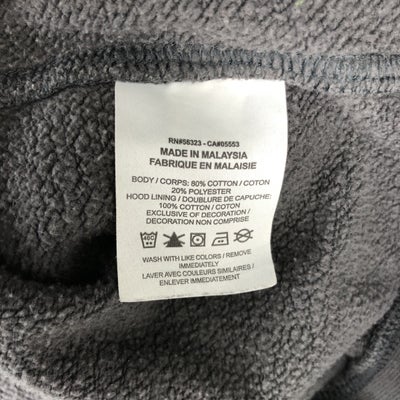 RN#56323 - CA#05553
MADE IN MALAYSIA
FABRIQUE EN MALAISIE
BODY / CORPS: 80% COTTON / COTON
20% POLYESTER
HOOD LINING / DOUBLURE DE CAPUCHE:
100% COTTON / COTON
EXCLUSIVE OF DECORATION /
DECORATION NON COMPRISE
40C
WASH WITH LIKE COLORS / REMOVE
IMMEDIATELY
LAVER AVEC COULEURS SIMILAIRES /
ENLEVER IMMEDIATEMENT